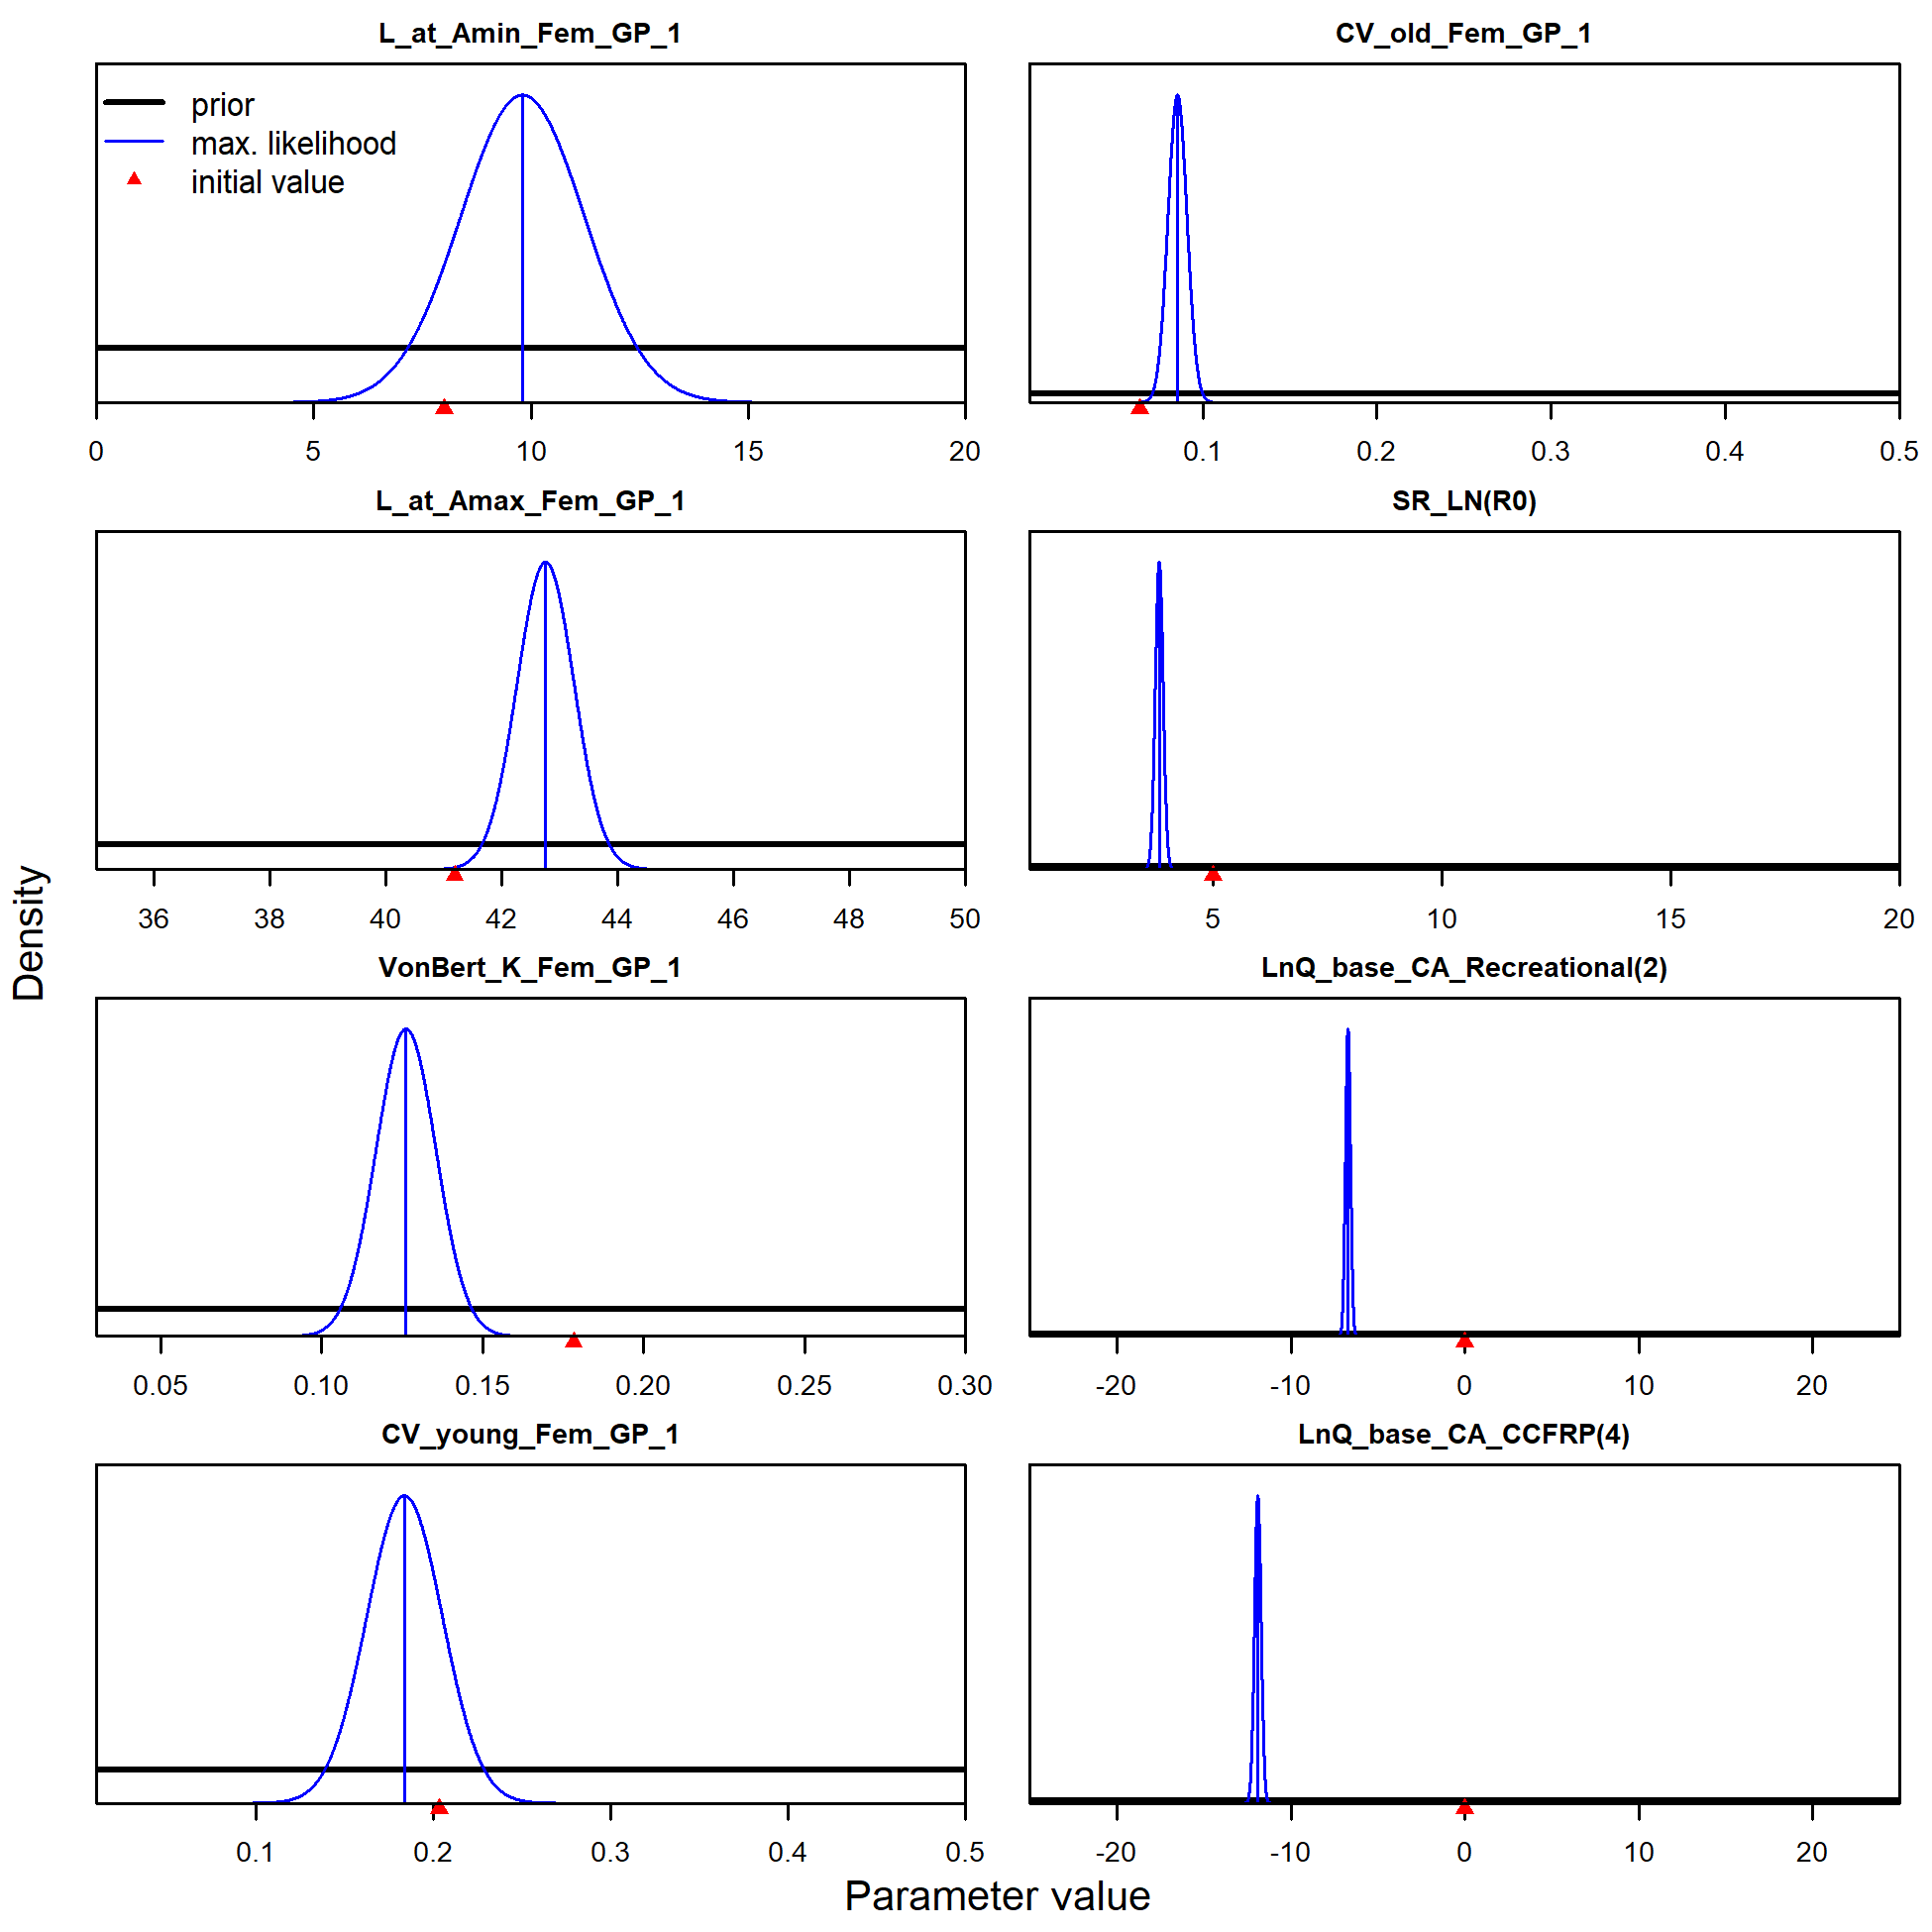 L_at_Amin_Fem_GP_1
prior
max. likelihood
initial value
0 5 10 15 20
CV_old_Fem_GP_1
0.1 0.2 0.3 0.4 0.5
L_at_Amax_Fem_GP_1
36 38 40 42 44 46 48 50
SR_LN(R0)
5 10 15 20
VonBert_K_Fem_GP_1
0.05 0.10 0.15 0.20 0.25 0.30
LnQ_base_CA_Recreational(2)
-20 -10 0 10 20
CV_young_Fem_GP_1
0.1 0.2 0.3 0.4 0.5
LnQ_base_CA_CCFRP(4)
-20 -10 0 10 20
Density
Parameter value